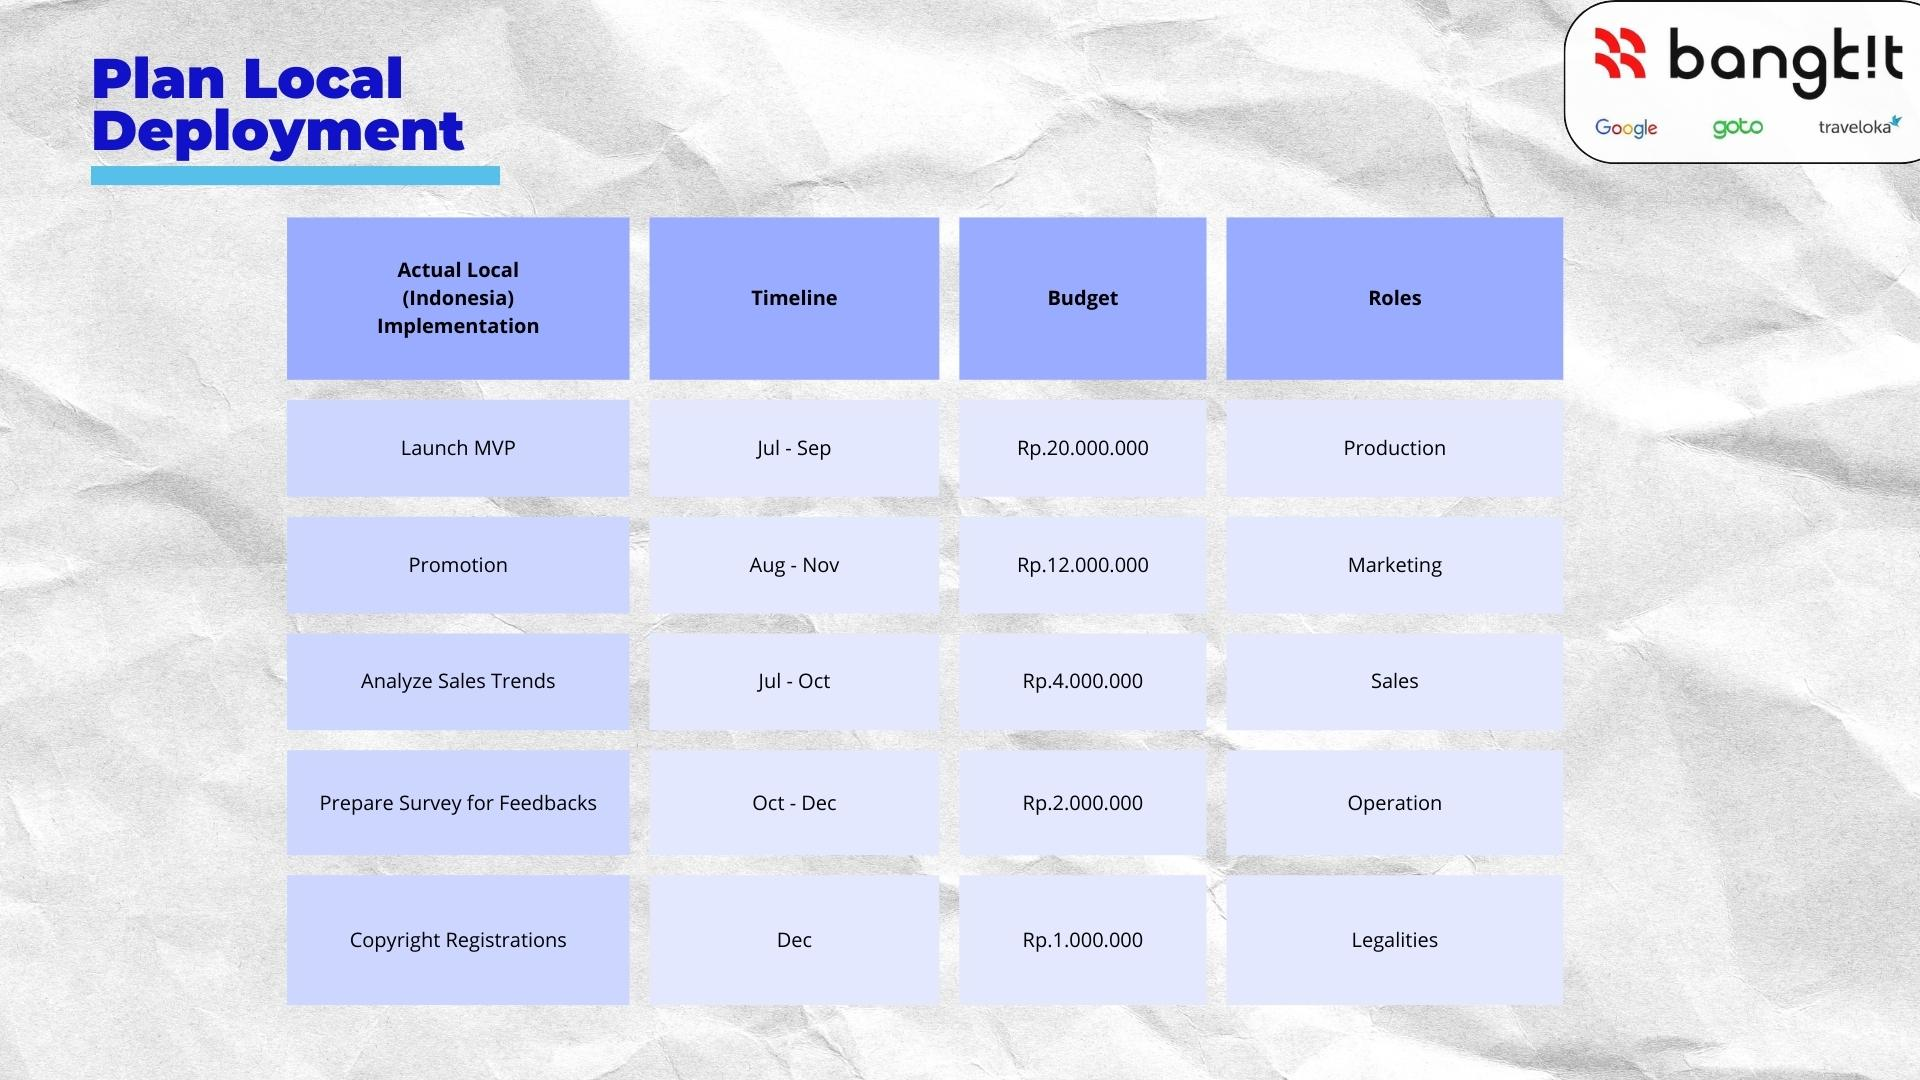 Plan Local
Deployment
bangk!t
Google
goto
traveloka
Actual Local
(Indonesia)
Implementation
Timeline
Budget
Roles
Launch MVP
Jul - Sep
Rp.20.000.000
Production
Promotion
Aug - Nov
Rp.12.000.000
Marketing
Analyze Sales Trends
Jul - Oct
Rp.4.000.000
Sales
Prepare Survey for Feedbacks
Oct - Dec
Rp.2.000.000
Operation
Copyright Registrations
Dec
Rp.1.000.000
Legalities